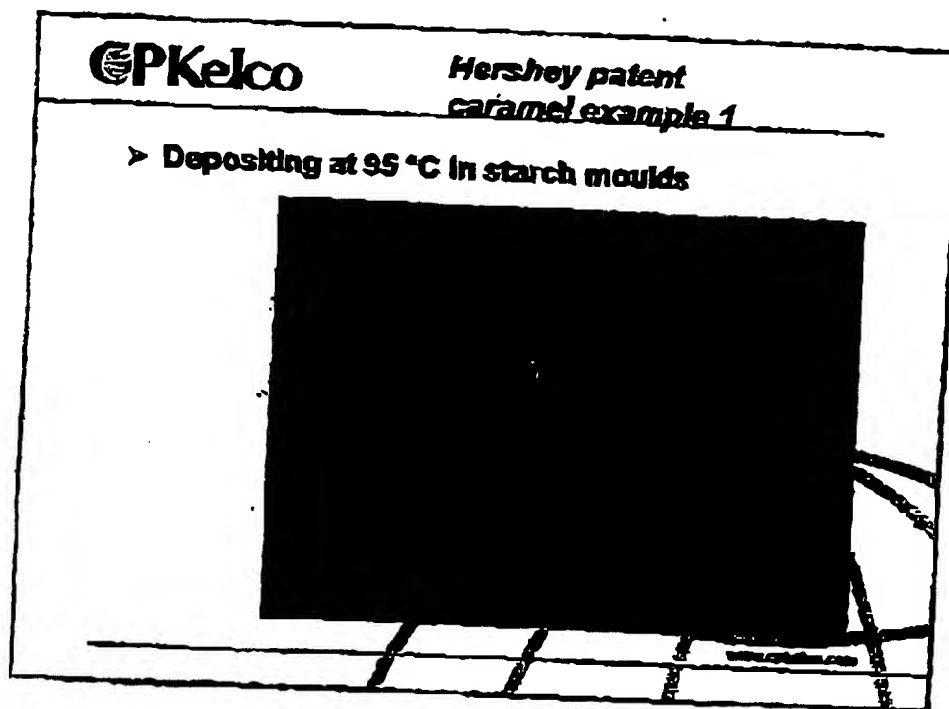 CPKelco
Hershey patent
caramel example 1
➢ Depositing at 95 °C in starch moulds